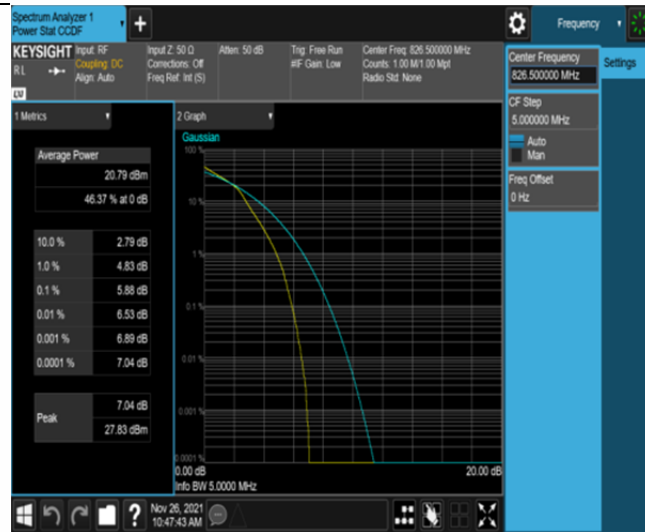 Spectrum Analyzer 1
Power Stat CCDF
+
Frequency
KEYSIGHT
RL
LXI
Input: RF
Coupling: DC
Align: Auto
Input Z: 50 Ω
Corrections: Off
Freq Ref: Int (S)
Atten: 50 dB
Trig: Free Run
#IF Gain: Low
Center Freq: 826.500000 MHz
Counts: 1.00 M/1.00 Mpt
Radio Std: None
Center Frequency
826.500000 MHz
Settings
CF Step
5.000000 MHz
Auto
Man
Freq Offset
0 Hz
1 Metrics
Average Power
20.79 dBm
46.37 % at 0 dB
10.0 % 2.79 dB
1.0 % 4.83 dB
0.1 % 5.88 dB
0.01 % 6.53 dB
0.001 % 6.89 dB
0.0001 % 7.04 dB
Peak
7.04 dB
27.83 dBm
2 Graph
Gaussian
100 %
10 %
1 %
0.1 %
0.01 %
0.001 %
0.0001 %
0.00 dB 20.00 dB
Info BW 5.0000 MHz
?
Nov 26, 2021
10:47:43 AM